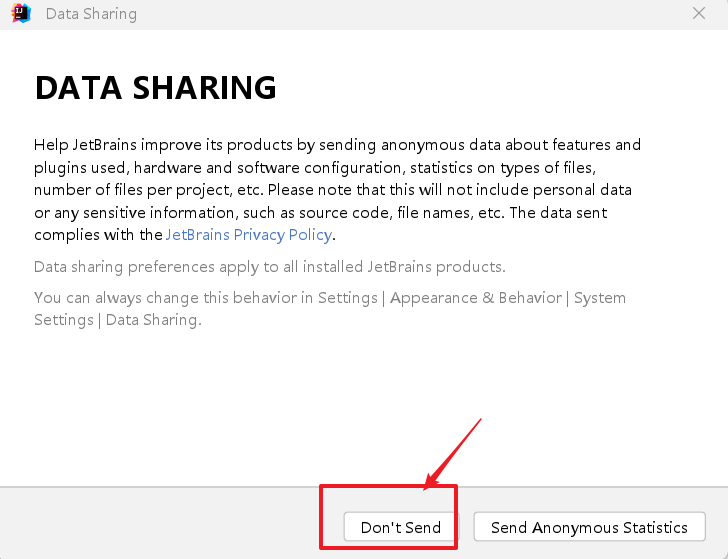 IJ
Data Sharing
DATA SHARING
Help JetBrains improve its products by sending anonymous data about features and
plugins used, hardware and software configuration, statistics on types of files,
number of files per project, etc. Please note that this will not include personal data
or any sensitive information, such as source code, file names, etc. The data sent
complies with the JetBrains Privacy Policy.
Data sharing preferences apply to all installed JetBrains products.
You can always change this behavior in Settings | Appearance & Behavior | System
Settings | Data Sharing.
Don't Send
Send Anonymous Statistics